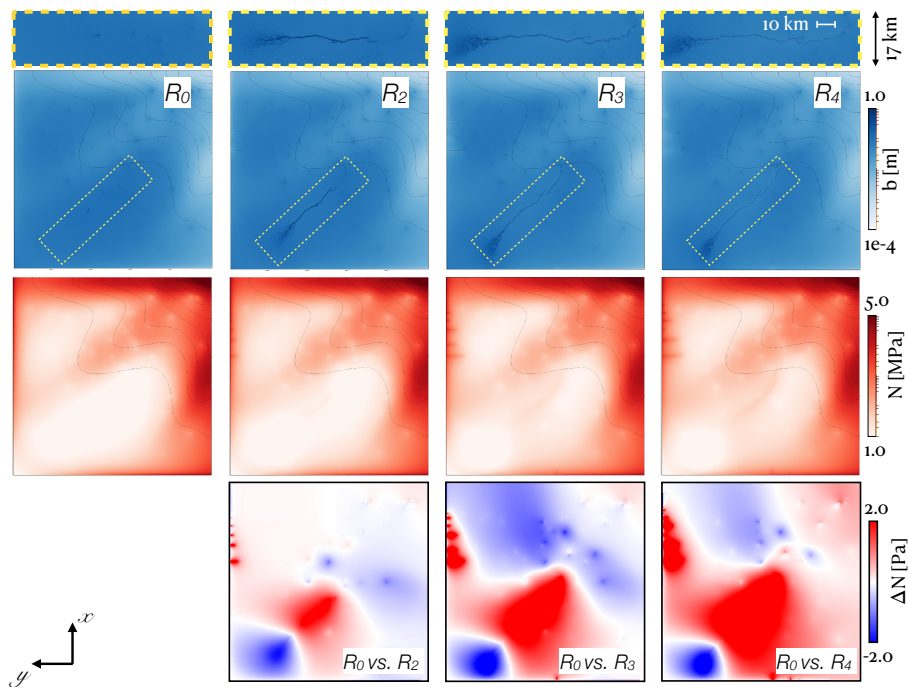 10 km
17 km
R0
R2
R3
R4
1.0
b [m]
1e-4
5.0
N [MPa]
1.0
2.0
ΔN [Pa]
-2.0
x
y
R0 vs. R2
R0 vs. R3
R0 vs. R4